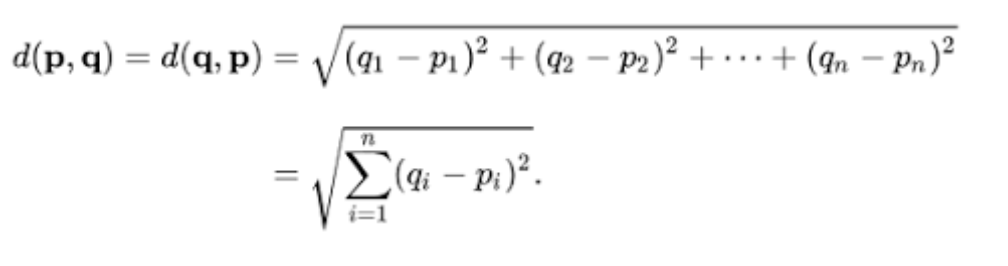 d(p, q) = d(q, p) = √((q₁ − p₁)² + (q₂ − p₂)² + ⋯ + (qₙ − pₙ)²)
= √(∑ᵢ₌₁ⁿ (qᵢ − pᵢ)²).